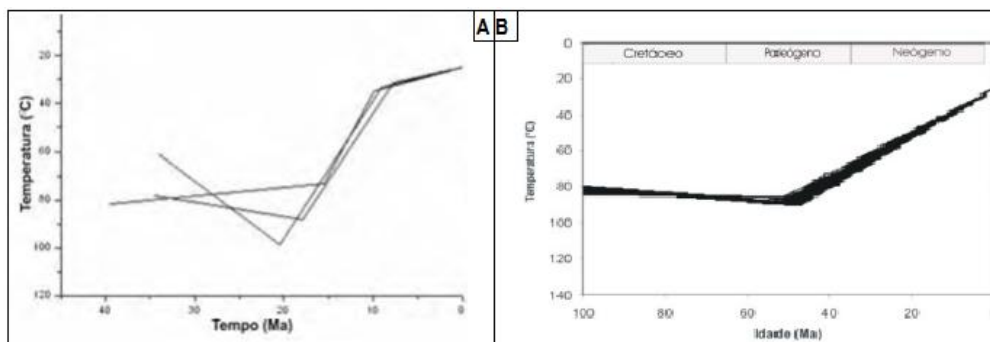 A B
20
40
60
80
100
120
Temperatura (°C)
40 30 20 10 0
Tempo (Ma)
Cretáceo Paleógeno Neógeno
0
20
40
60
80
100
120
140
Temperatura (°C)
100 80 60 40 20
Idade (Ma)